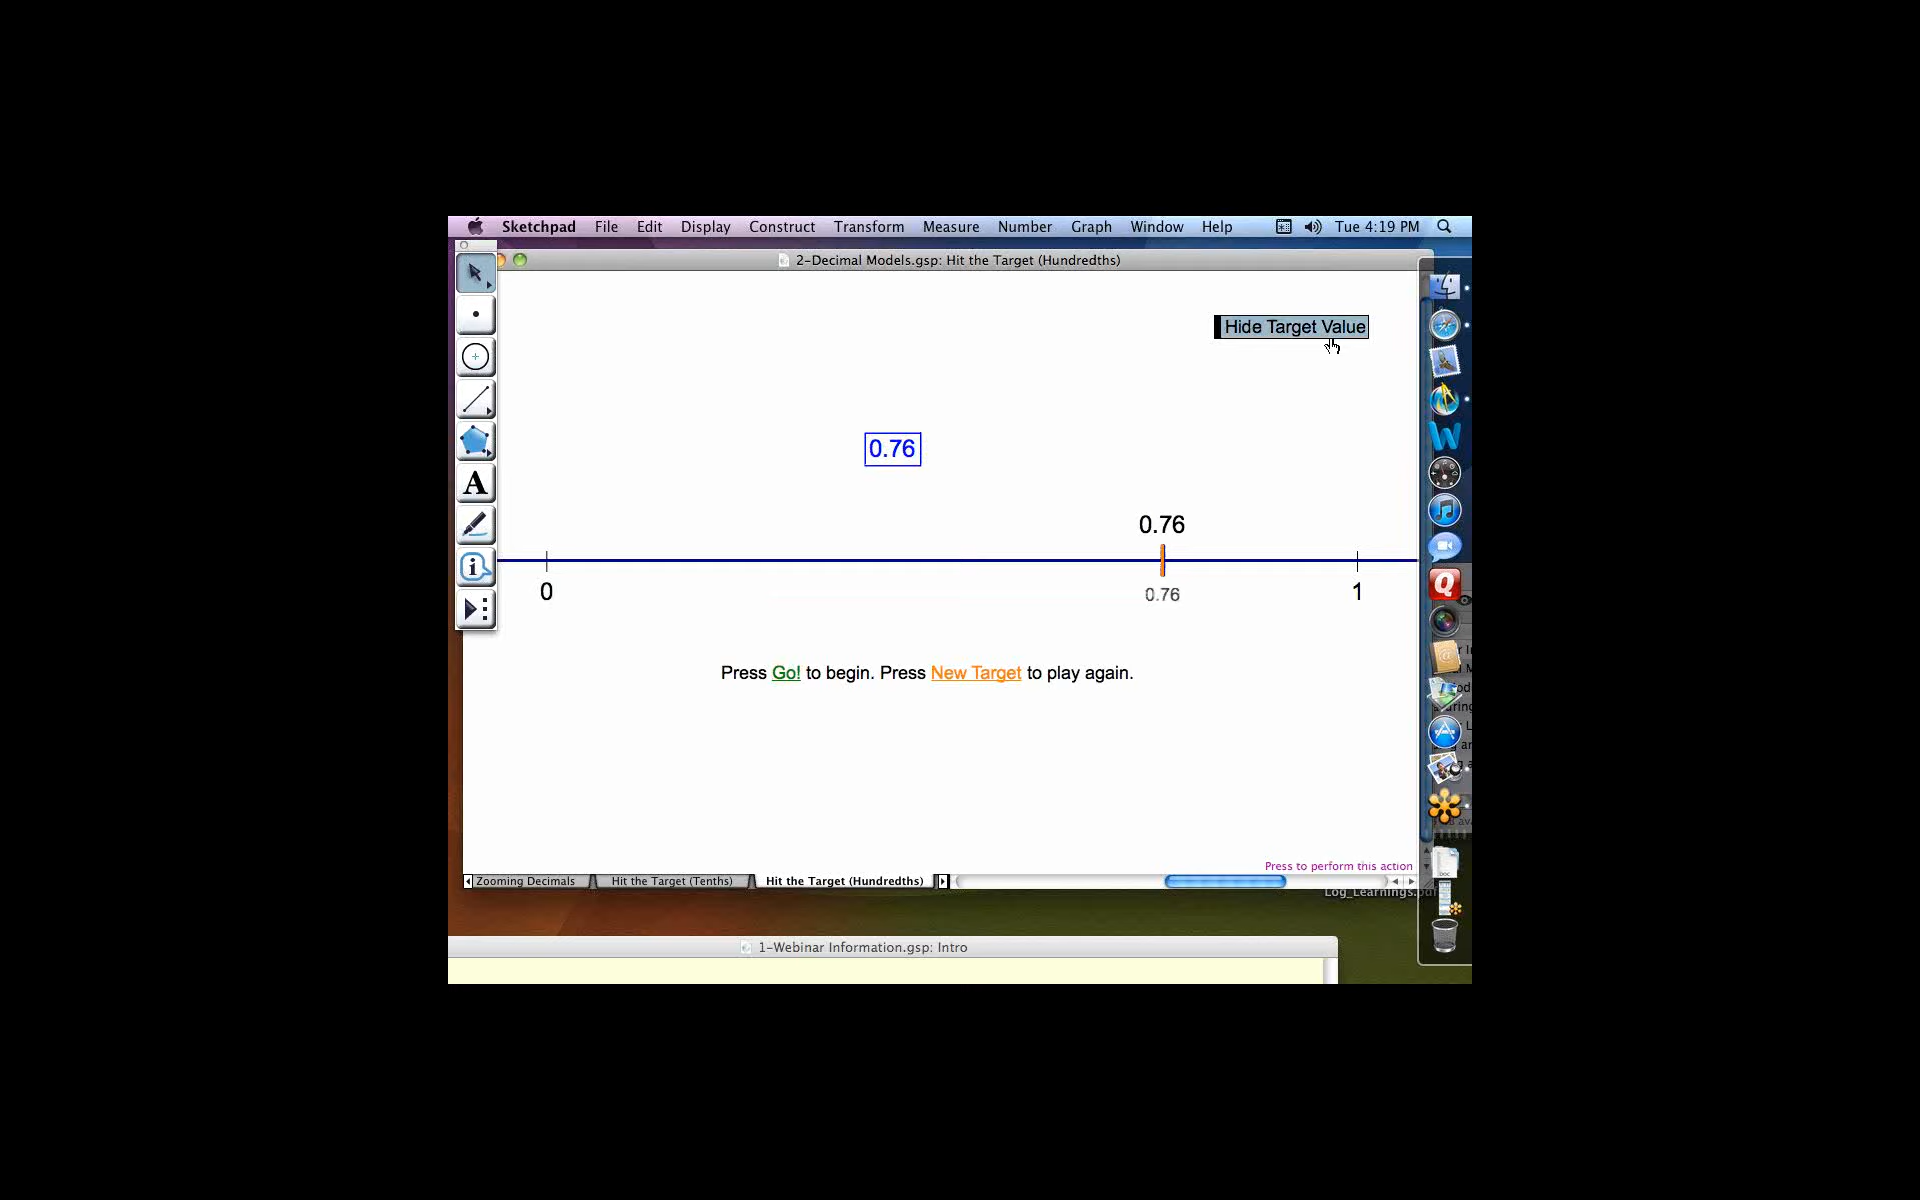 Sketchpad File Edit Display Construct Transform Measure Number Graph Window Help Tue 4:19 PM
2-Decimal Models.gsp: Hit the Target (Hundredths)
Hide Target Value
0.76
0.76
0 1
0.76
Press Go! to begin. Press New Target to play again.
Press to perform this action
Zooming Decimals Hit the Target (Tenths) Hit the Target (Hundredths)
1-Webinar Information.gsp: Intro
A